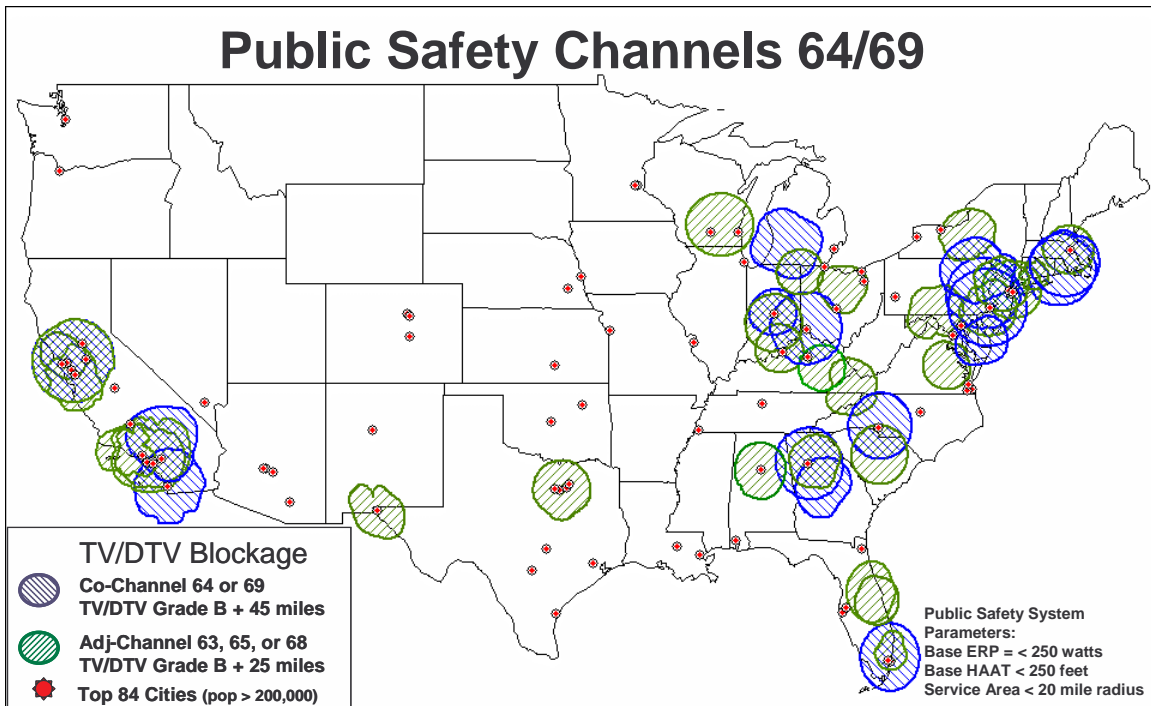 Public Safety Channels 64/69
TV/DTV Blockage
Co-Channel 64 or 69
TV/DTV Grade B + 45 miles
Adj-Channel 63, 65, or 68
TV/DTV Grade B + 25 miles
Top 84 Cities (pop > 200,000)
Public Safety System
Parameters:
Base ERP = < 250 watts
Base HAAT < 250 feet
Service Area < 20 mile radius